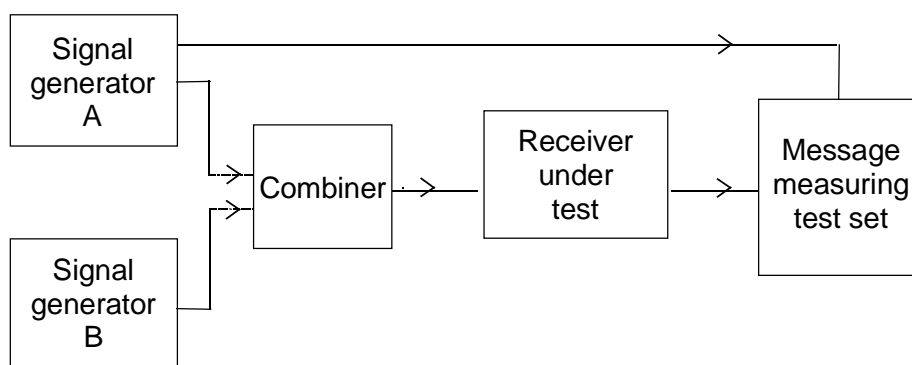 Signal
generator
A
Combiner
Receiver
under
test
Message
measuring
test set
Signal
generator
B